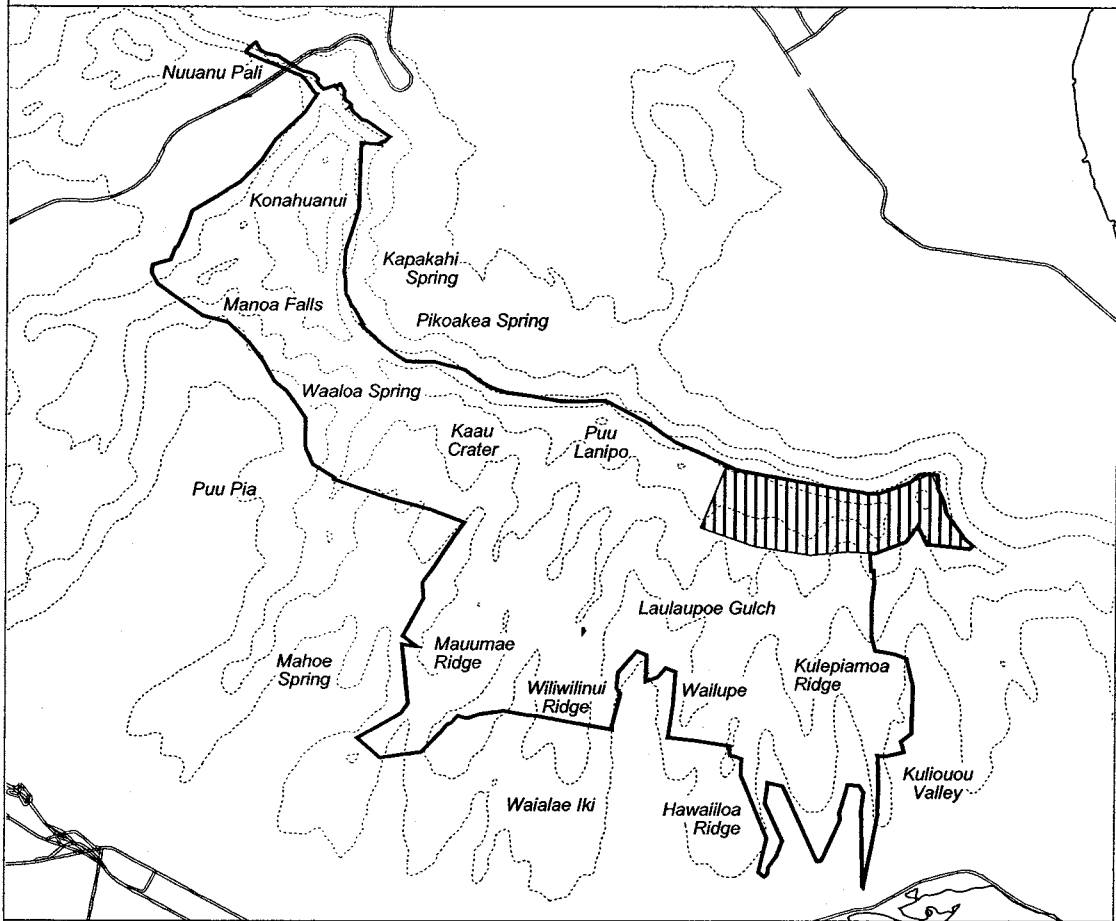 Nuuanu Pali
Konahuanui
Kapakahi
Spring
Manoa Falls
Pikoakea Spring
Waaloa Spring
Kaau
Crater
Puu
Lanipo
Puu Pia
Laulaupoe Gulch
Mauumae
Ridge
Mahoe
Spring
Kulepiamoa
Ridge
Wiliwilinui
Ridge
Wailupe
Kuliouou
Valley
Waialae Iki
Hawaiiloa
Ridge